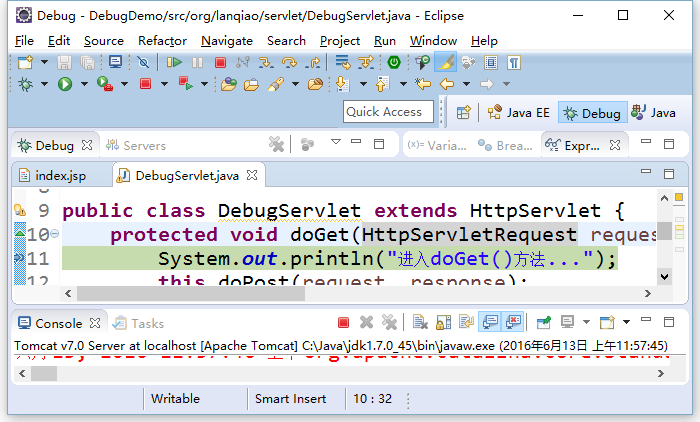 Debug - DebugDemo/src/org/lanqiao/servlet/DebugServlet.java - Eclipse
File Edit Source Refactor Navigate Search Project Run Window Help
Quick Access
Java EE Debug Java
Debug Servers (x)= Varia... Brea... Expr...
index.jsp DebugServlet.java
9 public class DebugServlet extends HttpServlet {
10 protected void doGet(HttpServletRequest reques
11 System.out.println("进入doGet()方法...");
this.doPost(request, response);
Console Tasks
Tomcat v7.0 Server at localhost [Apache Tomcat] C:\Java\jdk1.7.0_45\bin\javaw.exe (2016年6月13日 上午11:57:45)
Writable Smart Insert 10 : 32